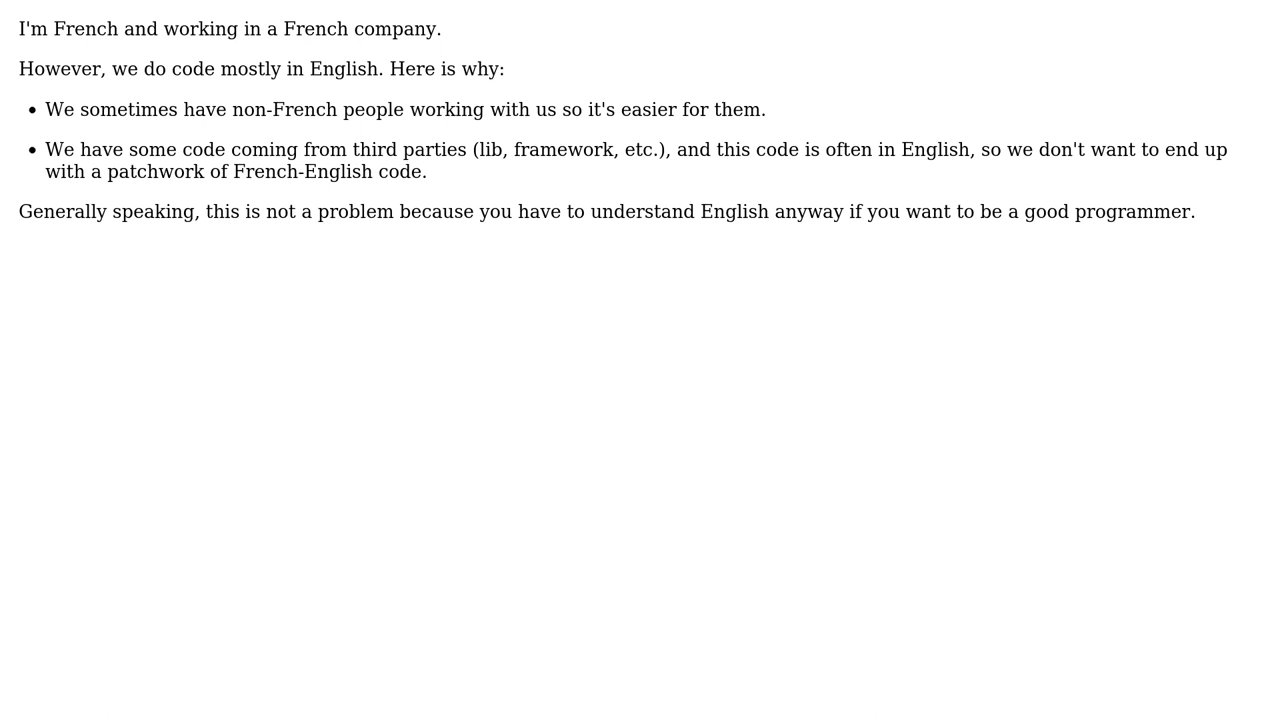 I'm French and working in a French company.
However, we do code mostly in English. Here is why:
• We sometimes have non-French people working with us so it's easier for them.
• We have some code coming from third parties (lib, framework, etc.), and this code is often in English, so we don't want to end up
with a patchwork of French-English code.
Generally speaking, this is not a problem because you have to understand English anyway if you want to be a good programmer.